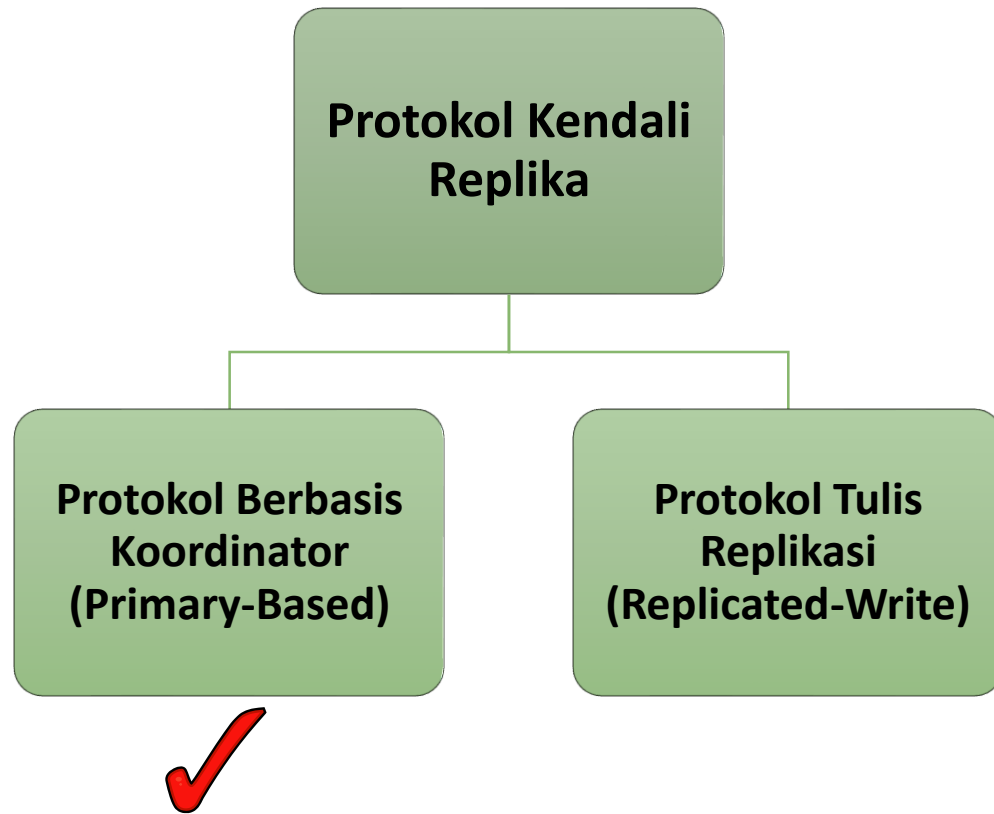 Protokol Kendali
Replika
Protokol Berbasis
Koordinator
(Primary-Based)
Protokol Tulis
Replikasi
(Replicated-Write)